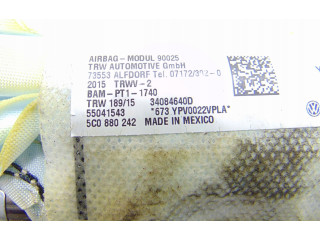 AIRBAG - MODUL 90025
TRW AUTOMOTIVE GmbH
73553 ALFDORF Tel. 07172/302-0
2015 TRWV-2
BAM-PT1-1740
TRW 189/15 34084640D
55041543 *673 YPV0022VPLA*
5C0 880 242 MADE IN MEXICO